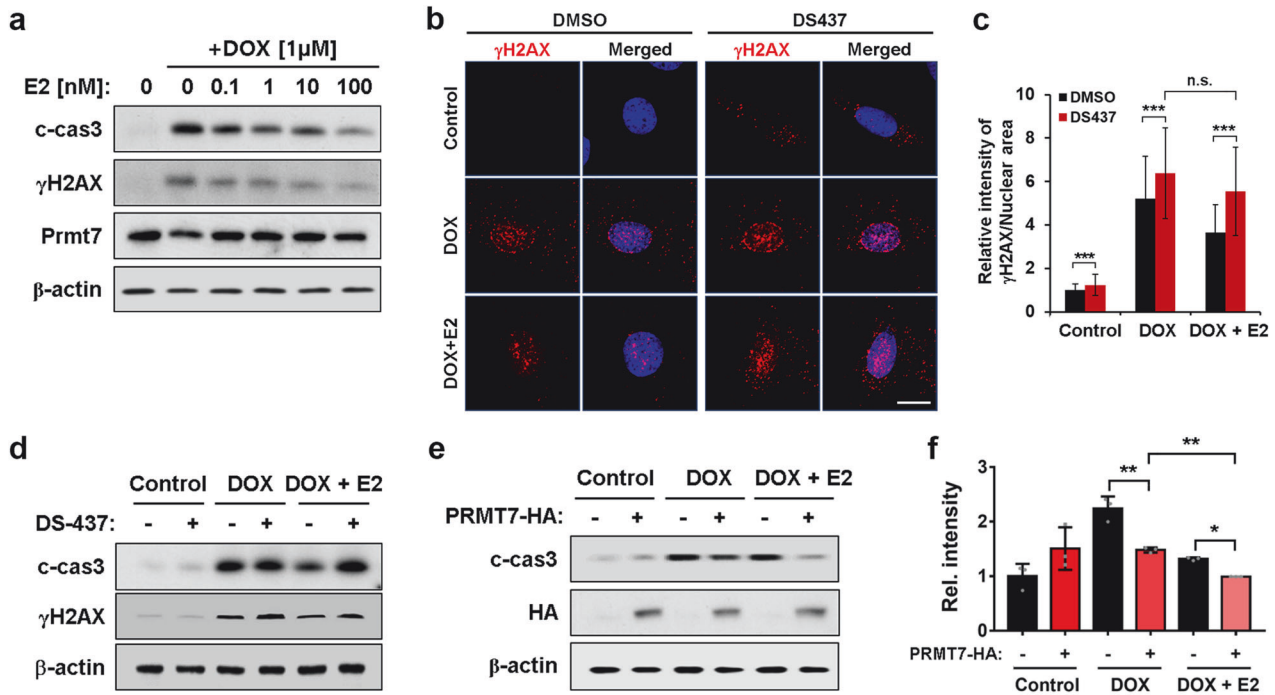 a
+DOX [1μM]
E2 [nM]: 0 0 0.1 1 10 100
c-cas3
γH2AX
Prmt7
β-actin
b
DMSO DS437
γH2AX Merged γH2AX Merged
Control
DOX
DOX+E2
c
Relative intensity of
γH2AX/Nuclear area
10
8
6
4
2
0
DMSO
DS437
n.s.
***
***
***
Control DOX DOX + E2
d
Control DOX DOX + E2
DS-437: - + - + - +
c-cas3
γH2AX
β-actin
e
Control DOX DOX + E2
PRMT7-HA: - + - + - +
c-cas3
HA
β-actin
f
Rel. intensity
3
2
1
0
**
**
*
PRMT7-HA: - + - + - +
Control DOX DOX + E2